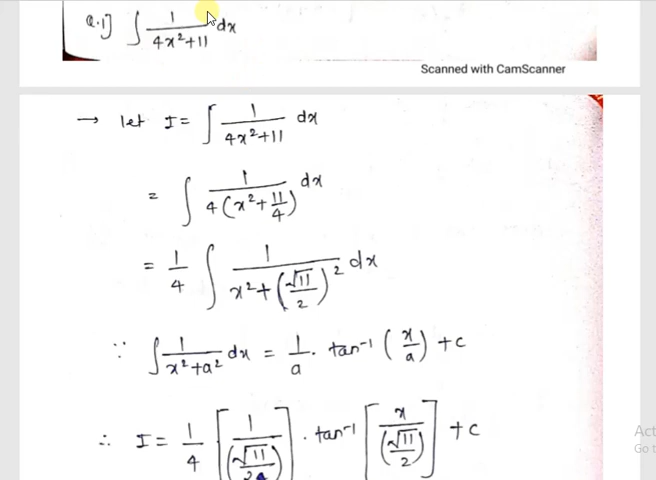 Q.1] ∫ 1/(4x²+11) dx
Scanned with CamScanner
→ let I = ∫ 1/(4x²+11) dx
= ∫ 1/(4(x²+11/4)) dx
= 1/4 ∫ 1/(x²+(√11/2)²) dx
∵ ∫ 1/(x²+a²) dx = 1/a . tan⁻¹ (x/a) + c
∴ I = 1/4 [1/(√11/2)] . tan⁻¹ [x/(√11/2)] + c
Act
Go t